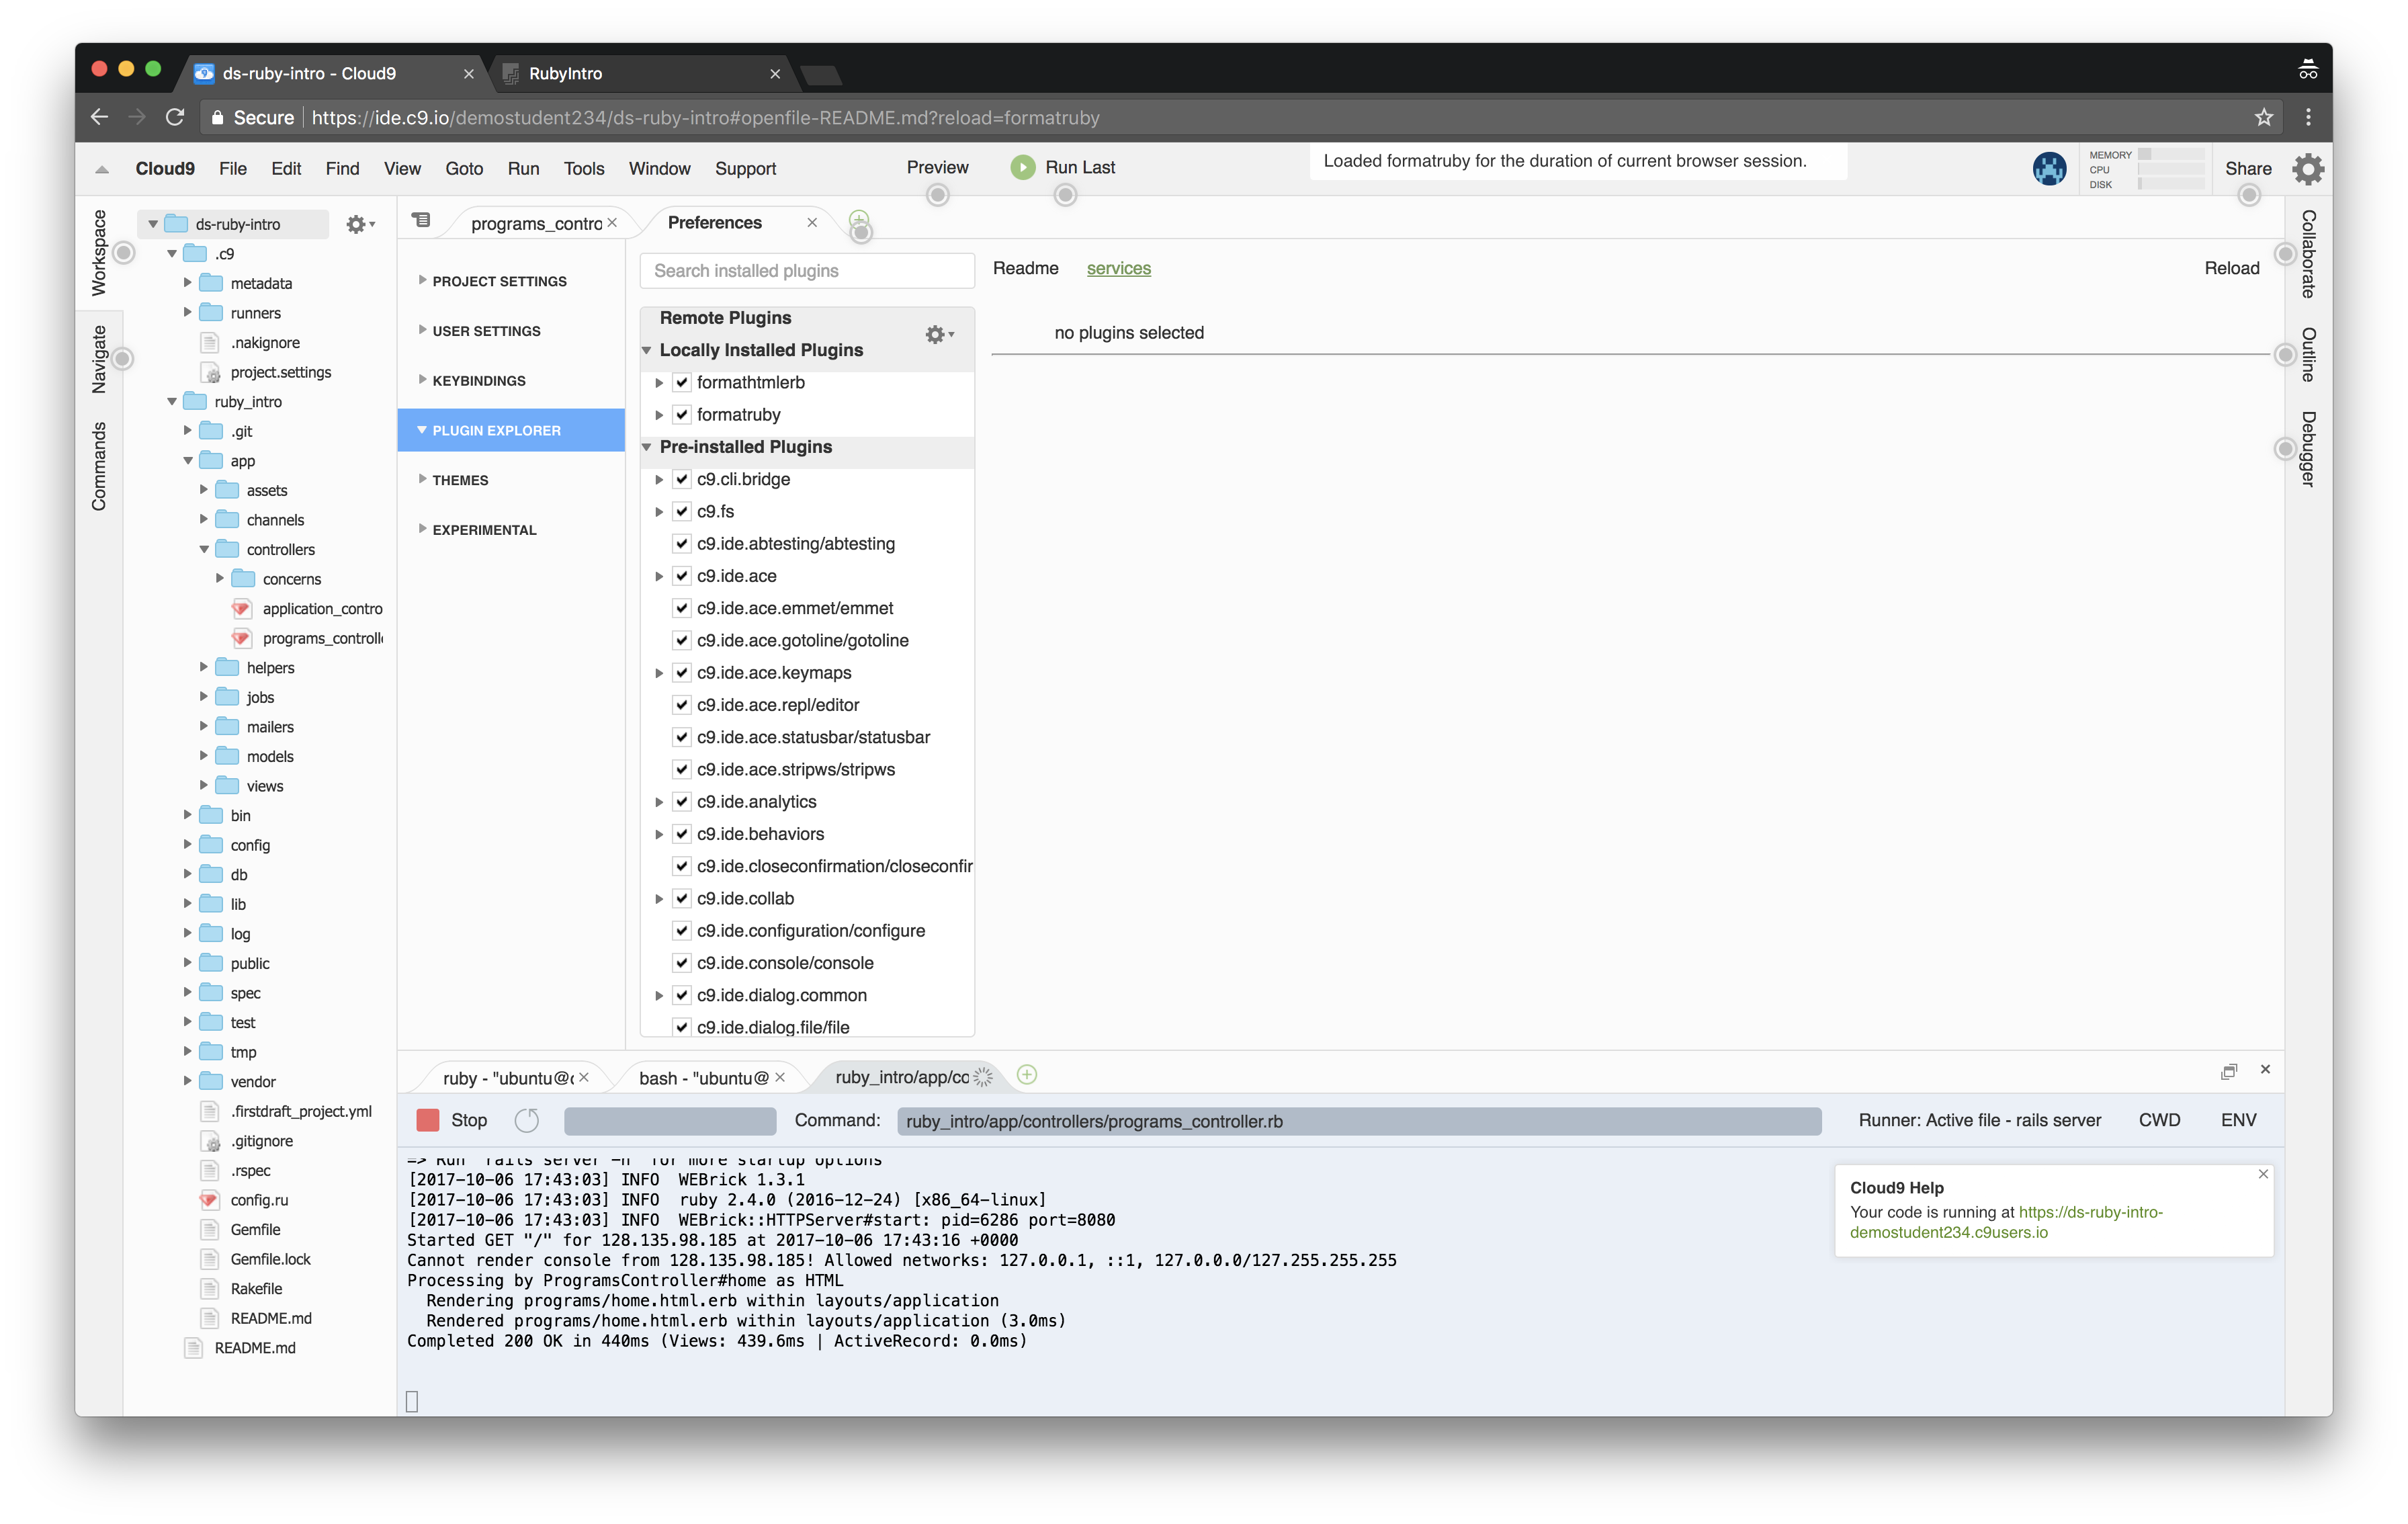 ds-ruby-intro - Cloud9
RubyIntro
Secure
https://ide.c9.io/demostudent234/ds-ruby-intro#openfile-README.md?reload=formatruby
Cloud9 File Edit Find View Goto Run Tools Window Support
Preview
Run Last
Loaded formatruby for the duration of current browser session.
MEMORY
CPU
DISK
Share
Workspace
Navigate
Commands
ds-ruby-intro
.c9
metadata
runners
.nakignore
project.settings
ruby_intro
.git
app
assets
channels
controllers
concerns
application_contro
programs_controlle
helpers
jobs
mailers
models
views
bin
config
db
lib
log
public
spec
test
tmp
vendor
.firstdraft_project.yml
.gitignore
.rspec
config.ru
Gemfile
Gemfile.lock
Rakefile
README.md
README.md
programs_contro
Preferences
PROJECT SETTINGS
USER SETTINGS
KEYBINDINGS
PLUGIN EXPLORER
THEMES
EXPERIMENTAL
Search installed plugins
Remote Plugins
Locally Installed Plugins
formathtmlerb
formatruby
Pre-installed Plugins
c9.cli.bridge
c9.fs
c9.ide.abtesting/abtesting
c9.ide.ace
c9.ide.ace.emmet/emmet
c9.ide.ace.gotoline/gotoline
c9.ide.ace.keymaps
c9.ide.ace.repl/editor
c9.ide.ace.statusbar/statusbar
c9.ide.ace.stripws/stripws
c9.ide.analytics
c9.ide.behaviors
c9.ide.closeconfirmation/closeconfir
c9.ide.collab
c9.ide.configuration/configure
c9.ide.console/console
c9.ide.dialog.common
c9.ide.dialog.file/file
Readme services
Reload
no plugins selected
Collaborate
Outline
Debugger
ruby - "ubuntu@c
bash - "ubuntu@
ruby_intro/app/co
Stop
Command:
ruby_intro/app/controllers/programs_controller.rb
Runner: Active file - rails server
CWD
ENV
=> Run `rails server -h` for more startup options
[2017-10-06 17:43:03] INFO  WEBrick 1.3.1
[2017-10-06 17:43:03] INFO  ruby 2.4.0 (2016-12-24) [x86_64-linux]
[2017-10-06 17:43:03] INFO  WEBrick::HTTPServer#start: pid=6286 port=8080
Started GET "/" for 128.135.98.185 at 2017-10-06 17:43:16 +0000
Cannot render console from 128.135.98.185! Allowed networks: 127.0.0.1, ::1, 127.0.0.0/127.255.255.255
Processing by ProgramsController#home as HTML
Rendering programs/home.html.erb within layouts/application
Rendered programs/home.html.erb within layouts/application (3.0ms)
Completed 200 OK in 440ms (Views: 439.6ms | ActiveRecord: 0.0ms)
Cloud9 Help
Your code is running at https://ds-ruby-intro-
demostudent234.c9users.io